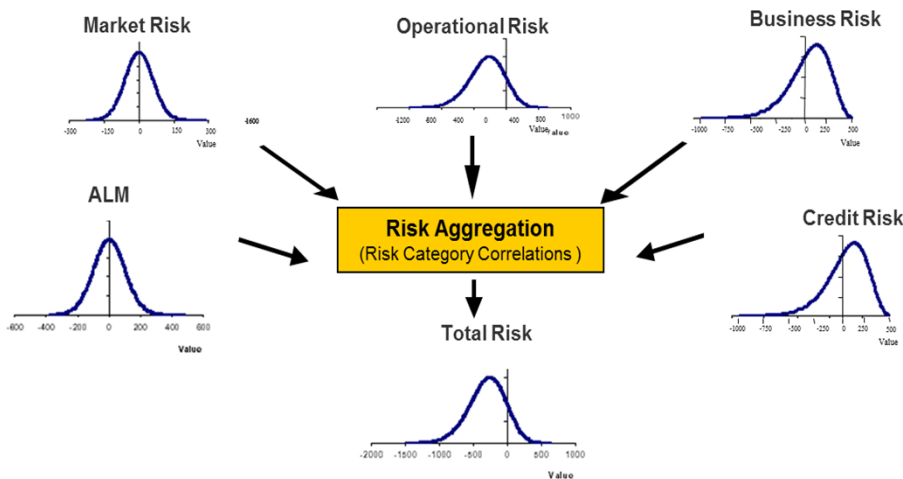 Market Risk
-300 -150 0 150 300
Value
-1600
Operational Risk
-1200 -800 -400 0 400 800 1000
Value
Value
Business Risk
-1000 -750 -500 -250 0 250 500
Value
ALM
-600 -400 -200 0 200 400 600
Value
Risk Aggregation
(Risk Category Correlations )
Credit Risk
-1000 -750 -500 -250 0 250 500
Value
Total Risk
-2000 -1500 -1000 -500 0 500 1000
Value